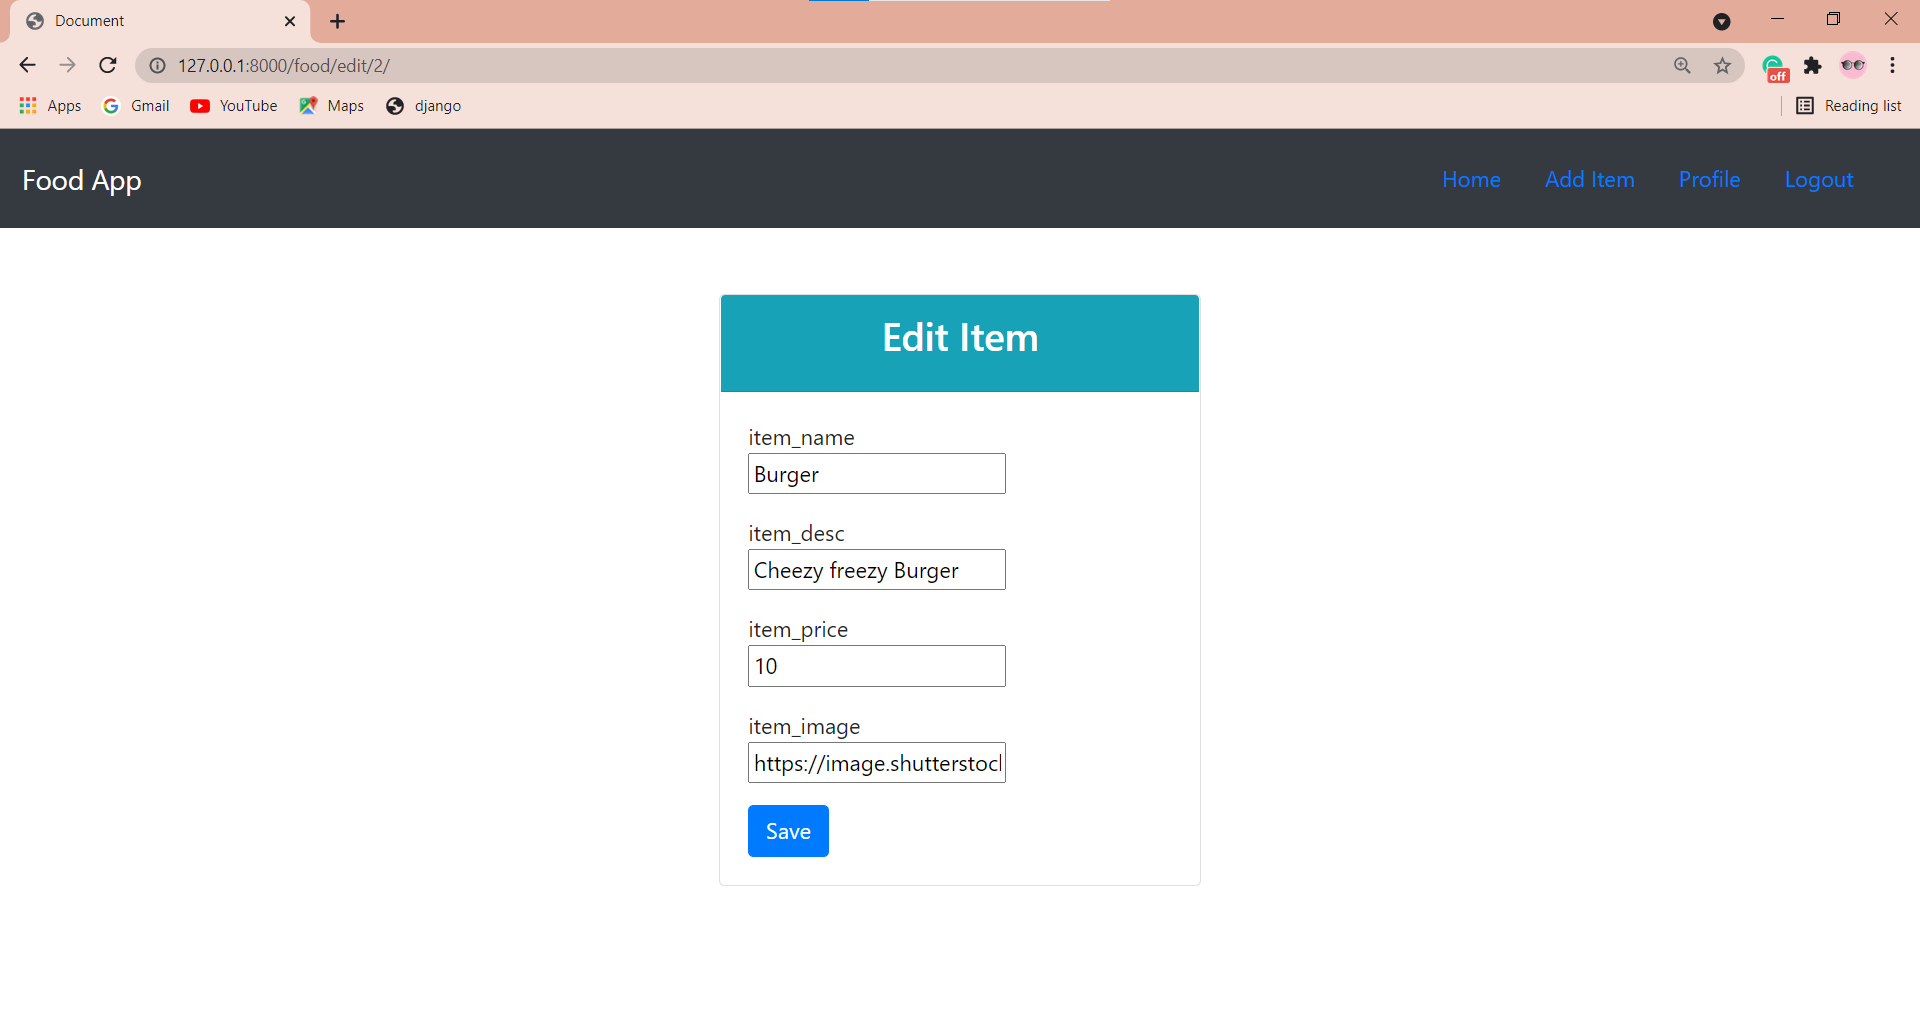 Document
127.0.0.1:8000/food/edit/2/
off
Apps Gmail YouTube Maps django Reading list
Food App Home Add Item Profile Logout
Edit Item
item_name
Burger
item_desc
Cheezy freezy Burger
item_price
10
item_image
https://image.shutterstocl
Save